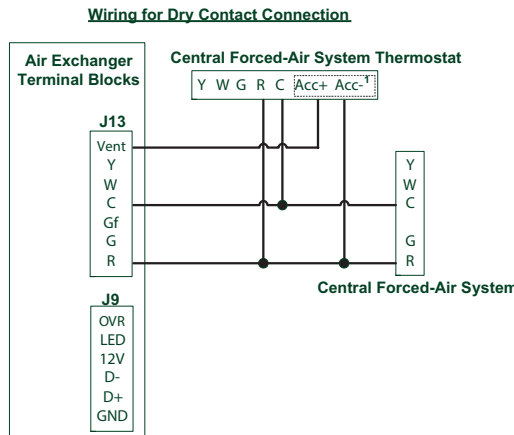 Wiring for Dry Contact Connection
Air Exchanger
Terminal Blocks
Central Forced-Air System Thermostat
Y W G R C Acc+ Acc-1
J13
Vent
Y
W
C
Gf
G
R
Y
W
C
G
R
Central Forced-Air System
J9
OVR
LED
12V
D-
D+
GND